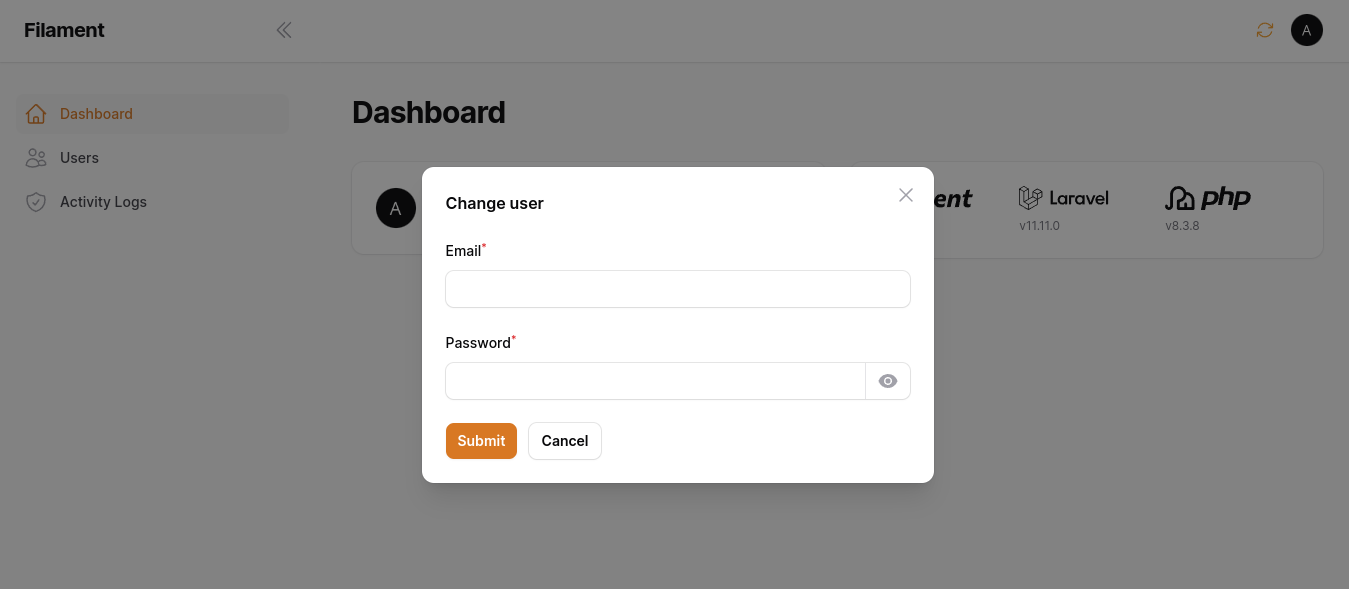 Filament
A
Dashboard
Users
Activity Logs
Dashboard
A
ent
Laravel
v11.11.0
php
v8.3.8
Change user
Email*
Password*
Submit
Cancel